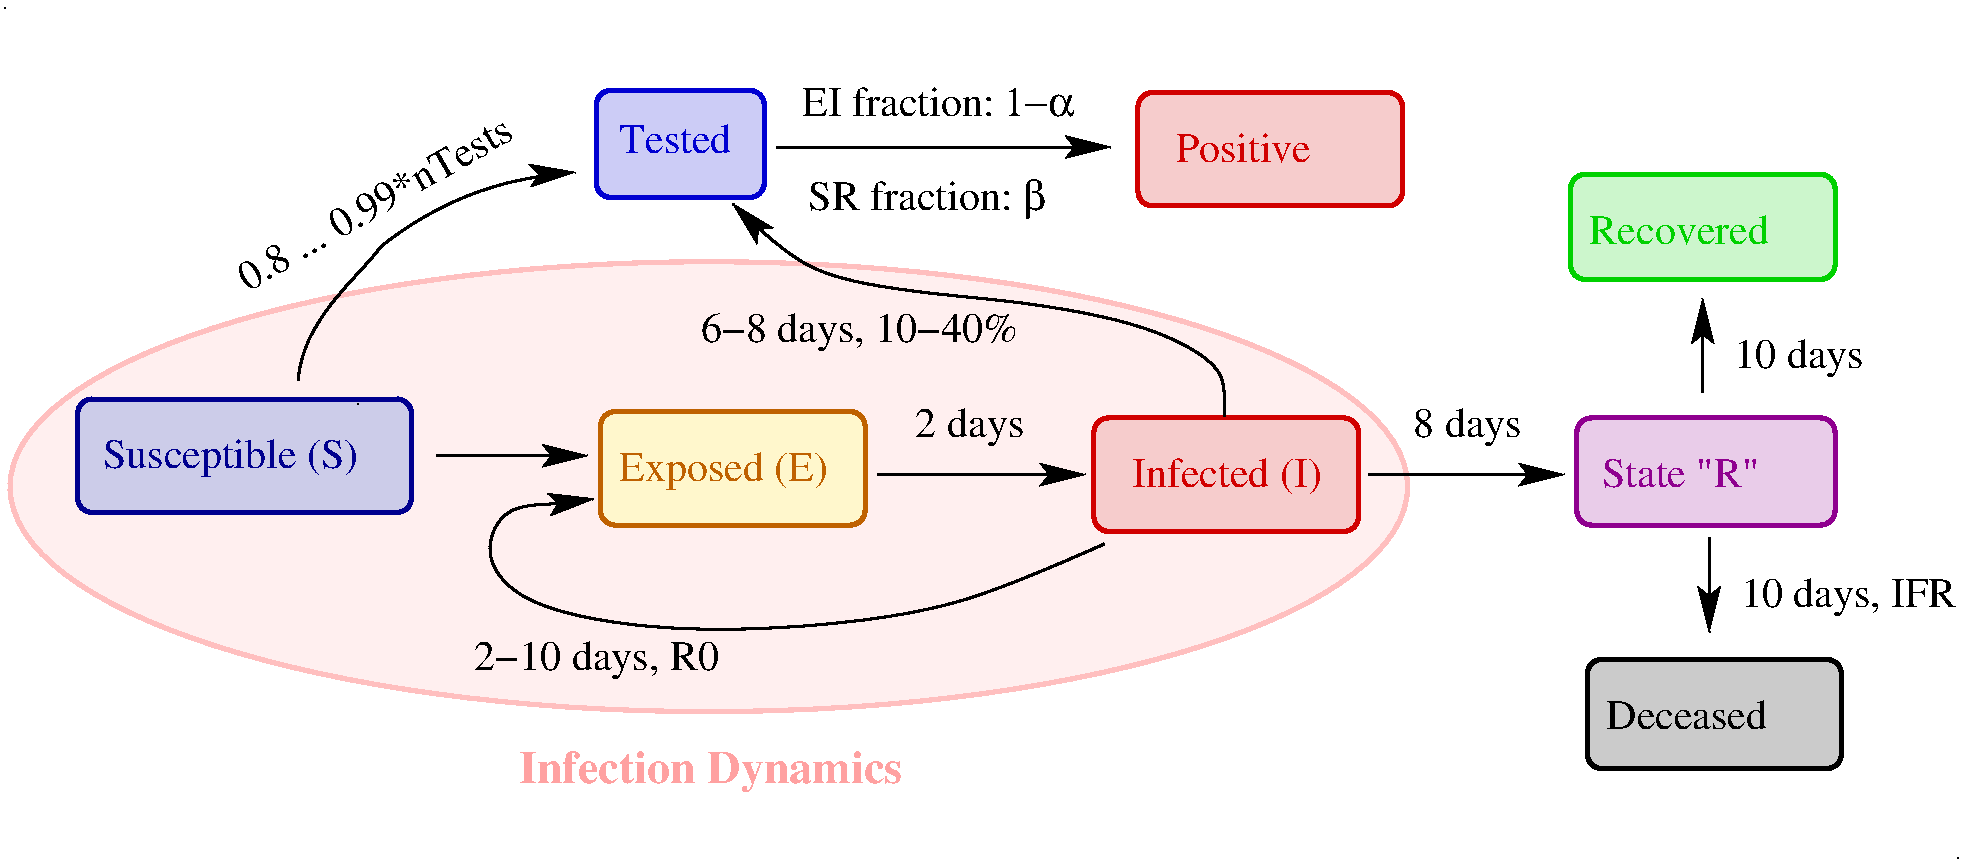 EI fraction: 1−α
Tested
Positive
0.8 ... 0.99*nTests
SR fraction: β
Recovered
6−8 days, 10−40%
10 days
2 days
8 days
Susceptible (S)
Exposed (E)
Infected (I)
State "R"
10 days, IFR
2−10 days, R0
Deceased
Infection Dynamics